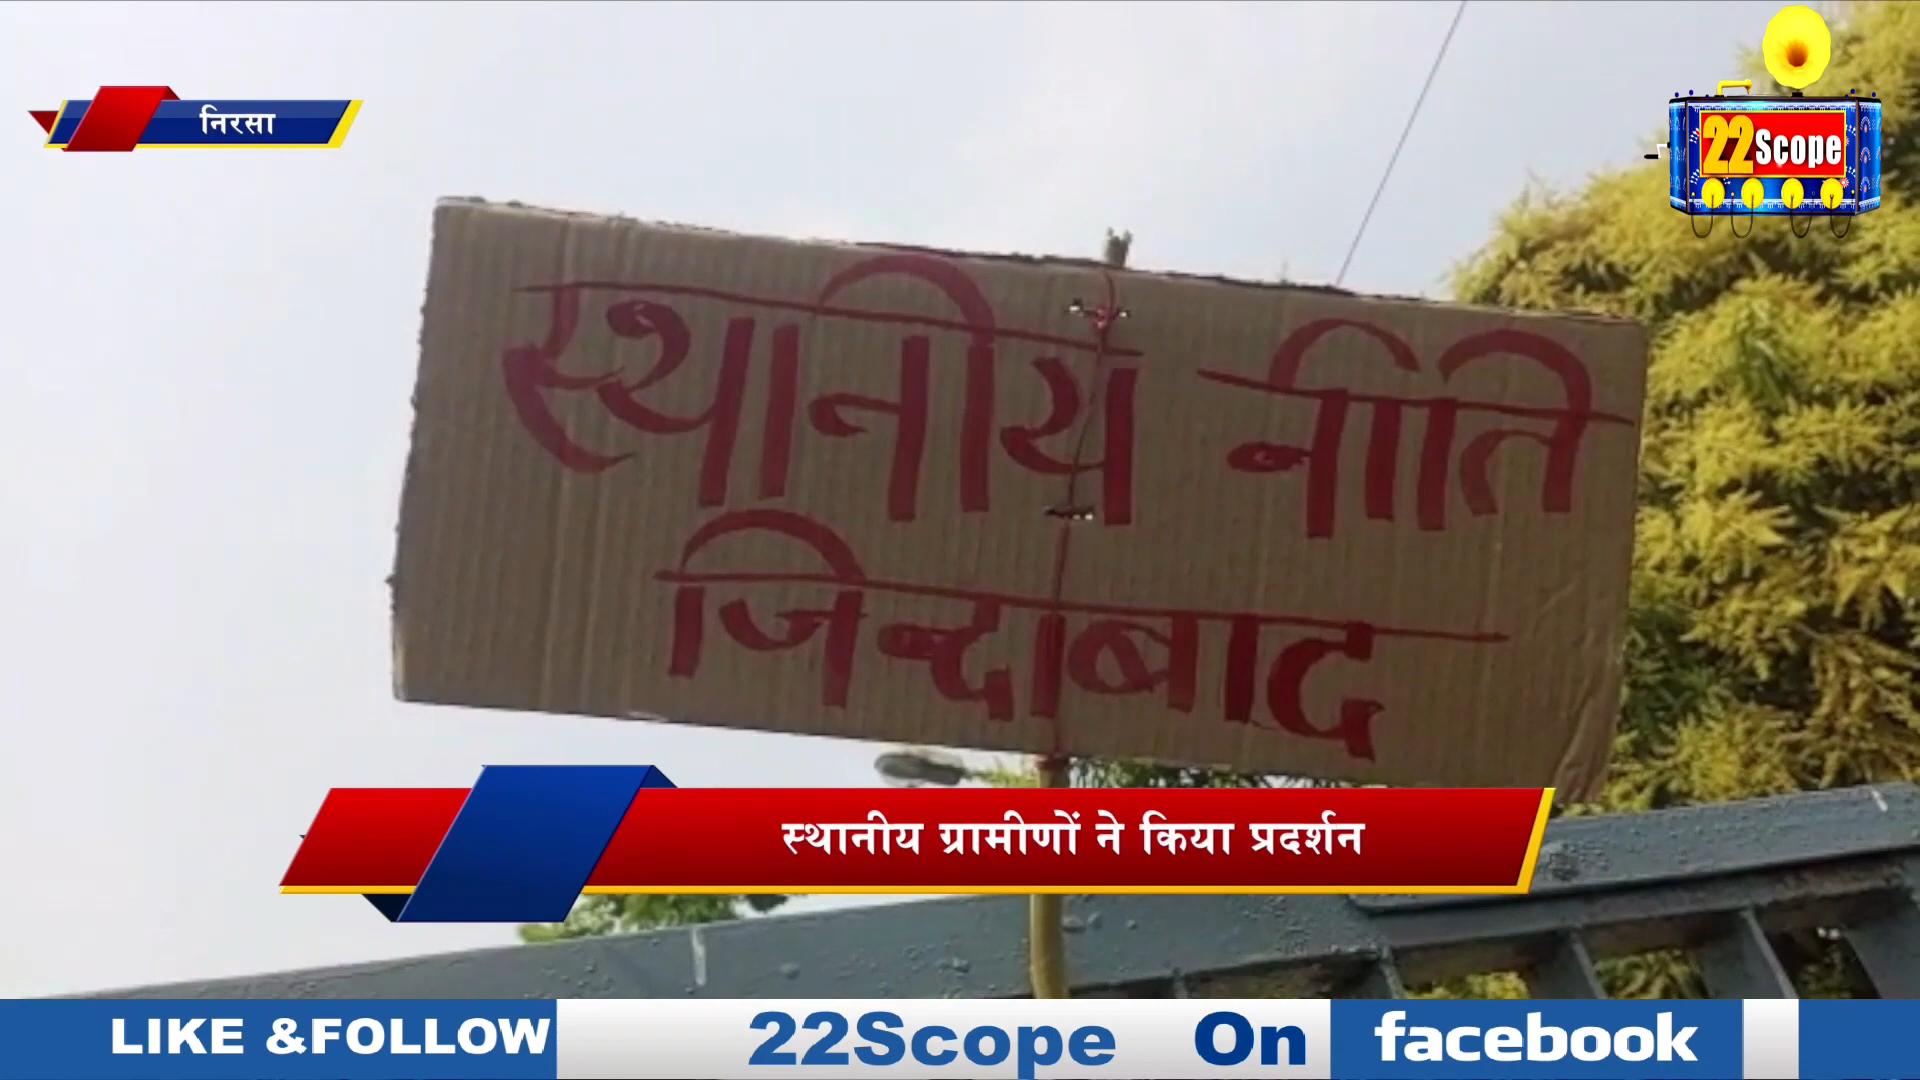 निरसा
22Scope
स्थानीय नीति
जिन्दाबाद
स्थानीय ग्रामीणों ने किया प्रदर्शन
LIKE &FOLLOW 22Scope On facebook